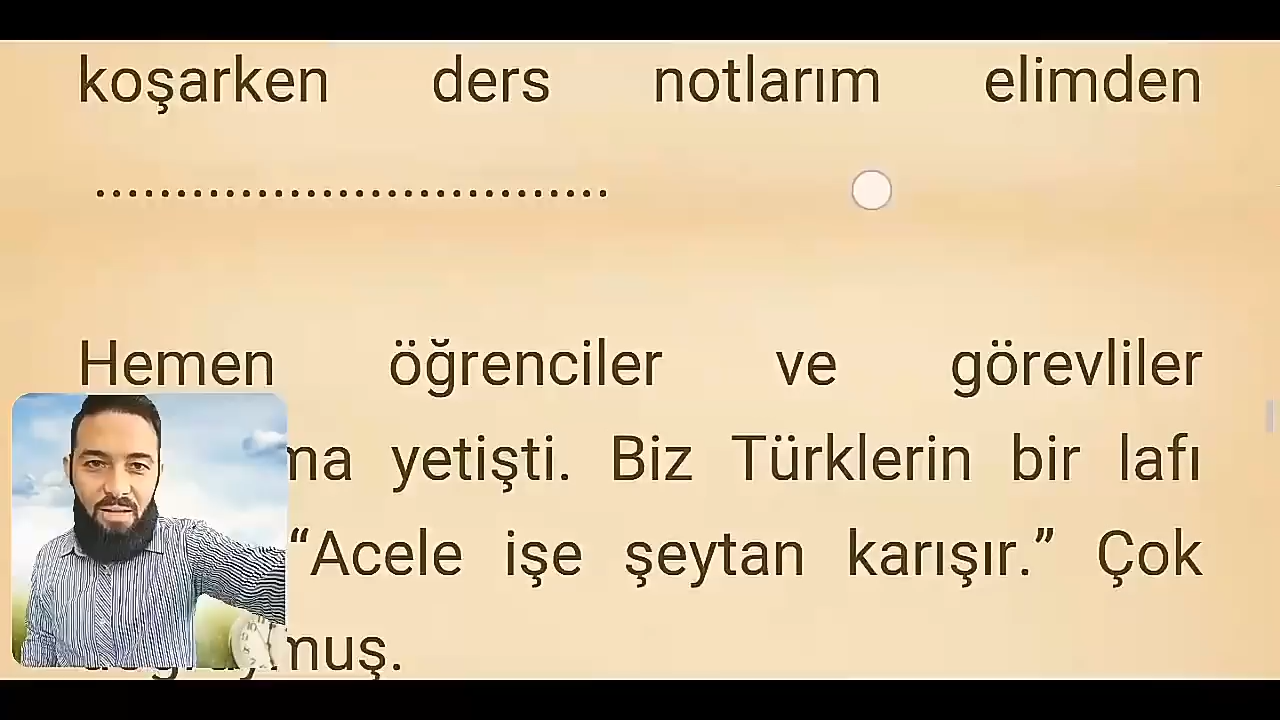 koşarken ders notlarım elimden
................................
Hemen öğrenciler ve görevliler
ma yetişti. Biz Türklerin bir lafı
“Acele işe şeytan karışır.” Çok
muş.